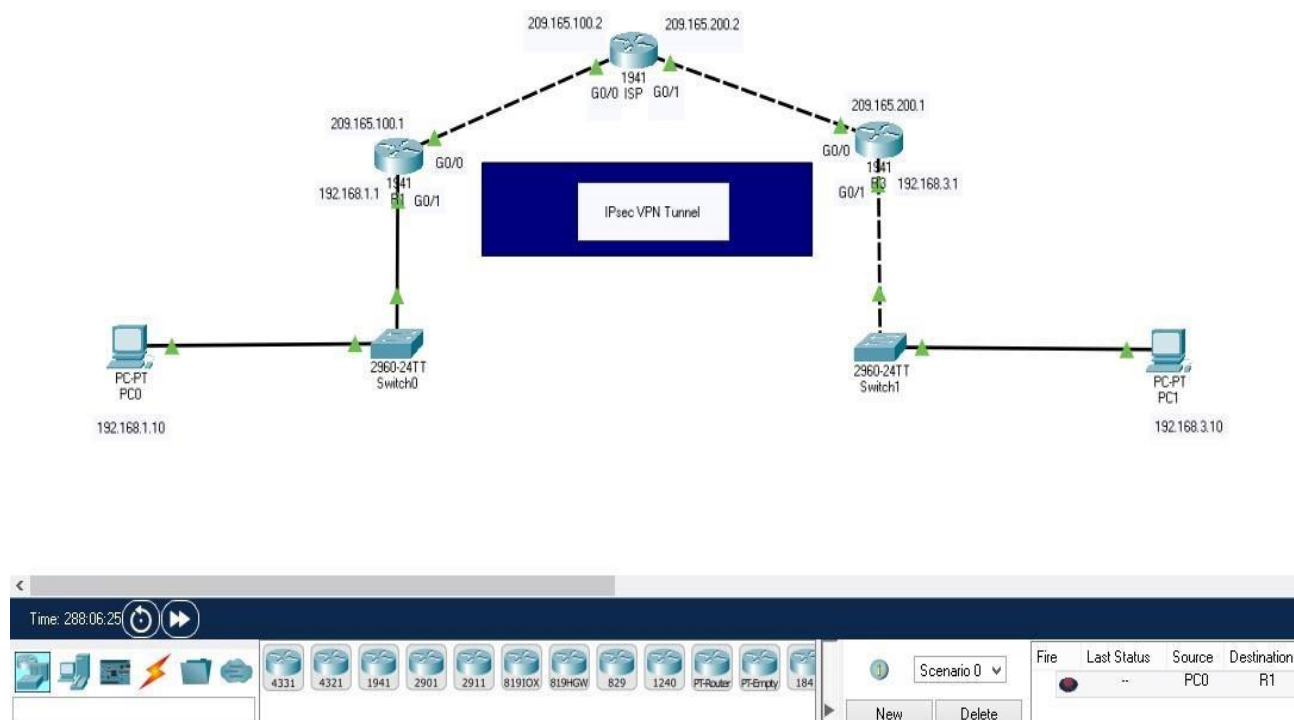 209.165.100.2
209.165.200.2
1941
ISP
G0/0
G0/1
209.165.100.1
G0/0
1941
R1
192.168.1.1
G0/1
209.165.200.1
G0/0
1941
R3
192.168.3.1
G0/1
IPsec VPN Tunnel
2960-24TT
Switch0
2960-24TT
Switch1
PC-PT
PC0
192.168.1.10
PC-PT
PC1
192.168.3.10
Time: 288:06:25
4331
4321
1941
2901
2911
819IOX
819HGW
829
1240
PT-Router
PT-Empty
184
Scenario 0
New
Delete
Fire Last Status Source Destination
-- PC0 R1